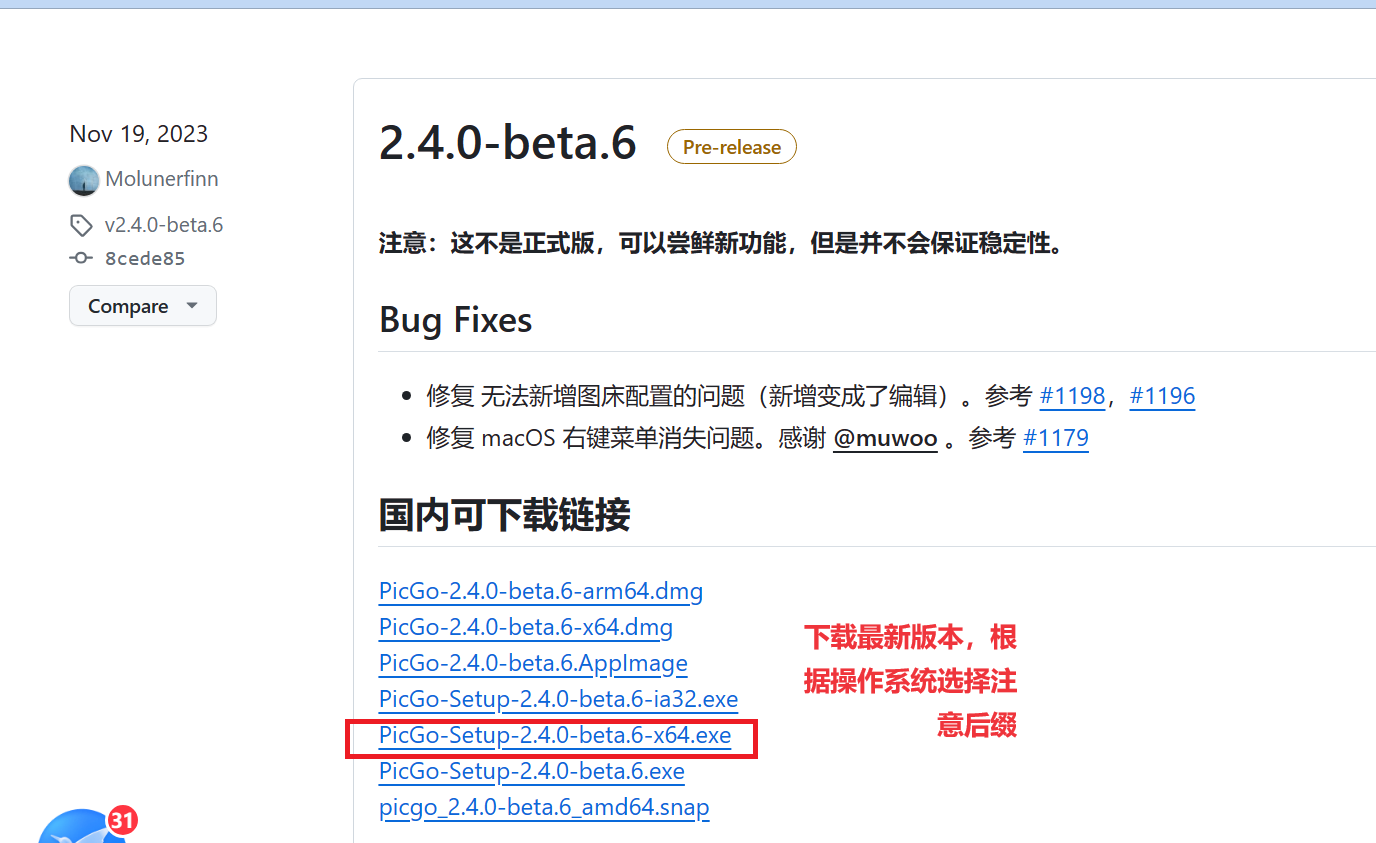 Nov 19, 2023
Molunerfinn
v2.4.0-beta.6
8cede85
Compare
2.4.0-beta.6 Pre-release
注意：这不是正式版，可以尝鲜新功能，但是并不会保证稳定性。
Bug Fixes
修复 无法新增图床配置的问题（新增变成了编辑）。参考 #1198，#1196
修复 macOS 右键菜单消失问题。感谢 @muwoo 。参考 #1179
国内可下载链接
PicGo-2.4.0-beta.6-arm64.dmg
PicGo-2.4.0-beta.6-x64.dmg
PicGo-2.4.0-beta.6.AppImage
PicGo-Setup-2.4.0-beta.6-ia32.exe
PicGo-Setup-2.4.0-beta.6-x64.exe
PicGo-Setup-2.4.0-beta.6.exe
picgo_2.4.0-beta.6_amd64.snap
下载最新版本，根
据操作系统选择注
意后缀
31